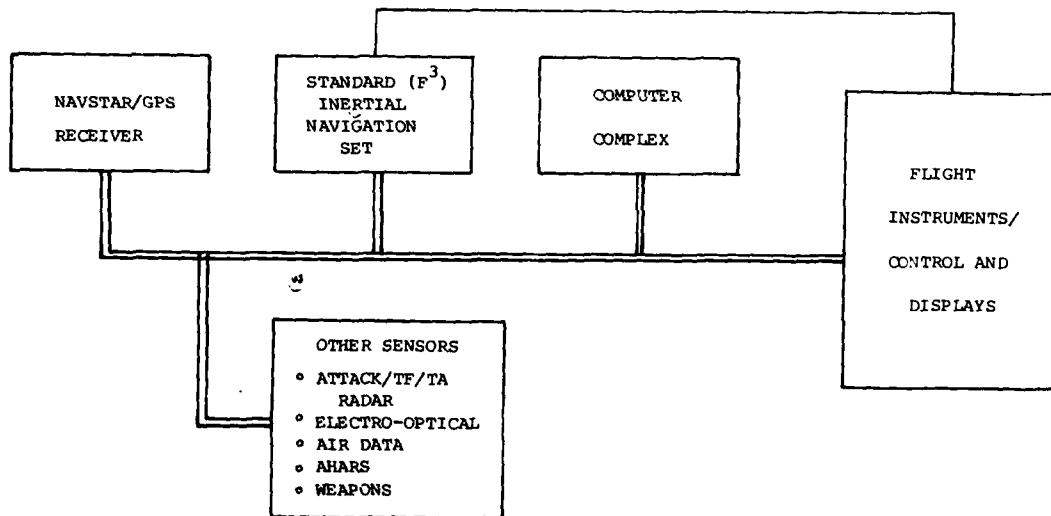 NAVSTAR/GPS
RECEIVER
STANDARD (F³)
INERTIAL
NAVIGATION
SET
COMPUTER
COMPLEX
FLIGHT
INSTRUMENTS/
CONTROL AND
DISPLAYS
OTHER SENSORS
° ATTACK/TF/TA
RADAR
° ELECTRO-OPTICAL
° AIR DATA
° AHARS
° WEAPONS